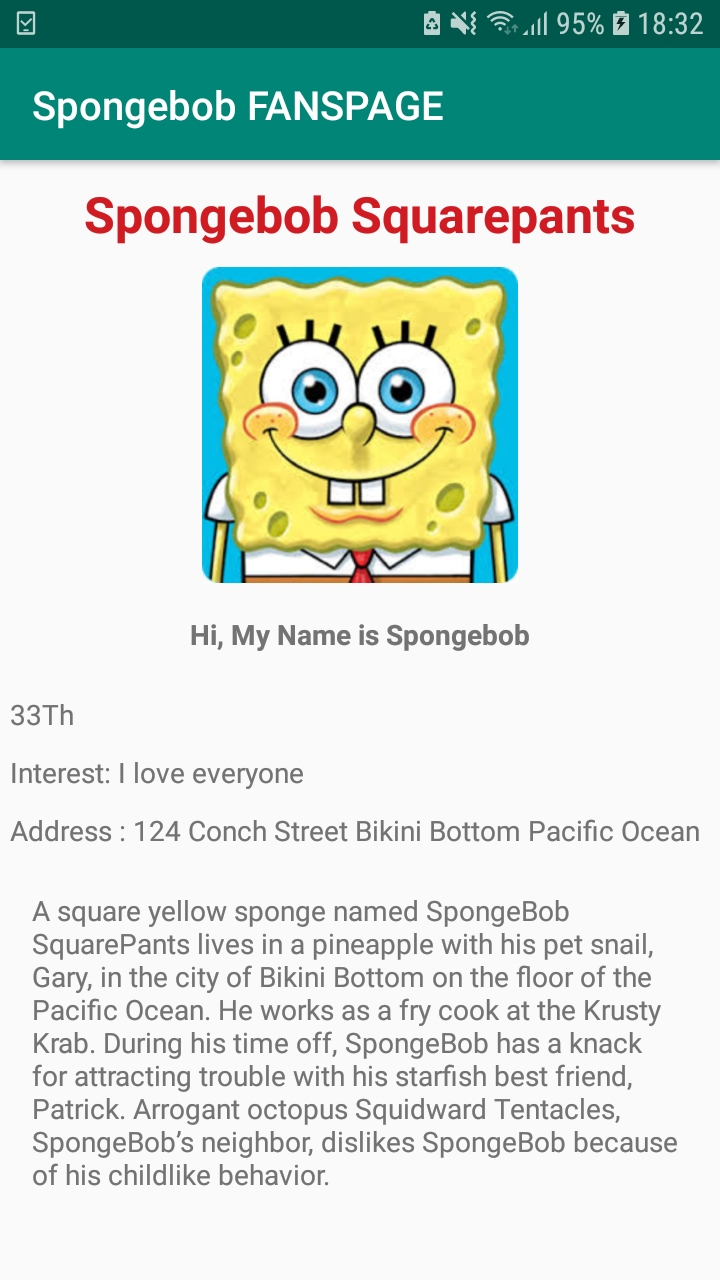 95% 18:32
Spongebob FANSPAGE
Spongebob Squarepants
Hi, My Name is Spongebob
33Th
Interest: I love everyone
Address : 124 Conch Street Bikini Bottom Pacific Ocean
A square yellow sponge named SpongeBob
SquarePants lives in a pineapple with his pet snail,
Gary, in the city of Bikini Bottom on the floor of the
Pacific Ocean. He works as a fry cook at the Krusty
Krab. During his time off, SpongeBob has a knack
for attracting trouble with his starfish best friend,
Patrick. Arrogant octopus Squidward Tentacles,
SpongeBob’s neighbor, dislikes SpongeBob because
of his childlike behavior.